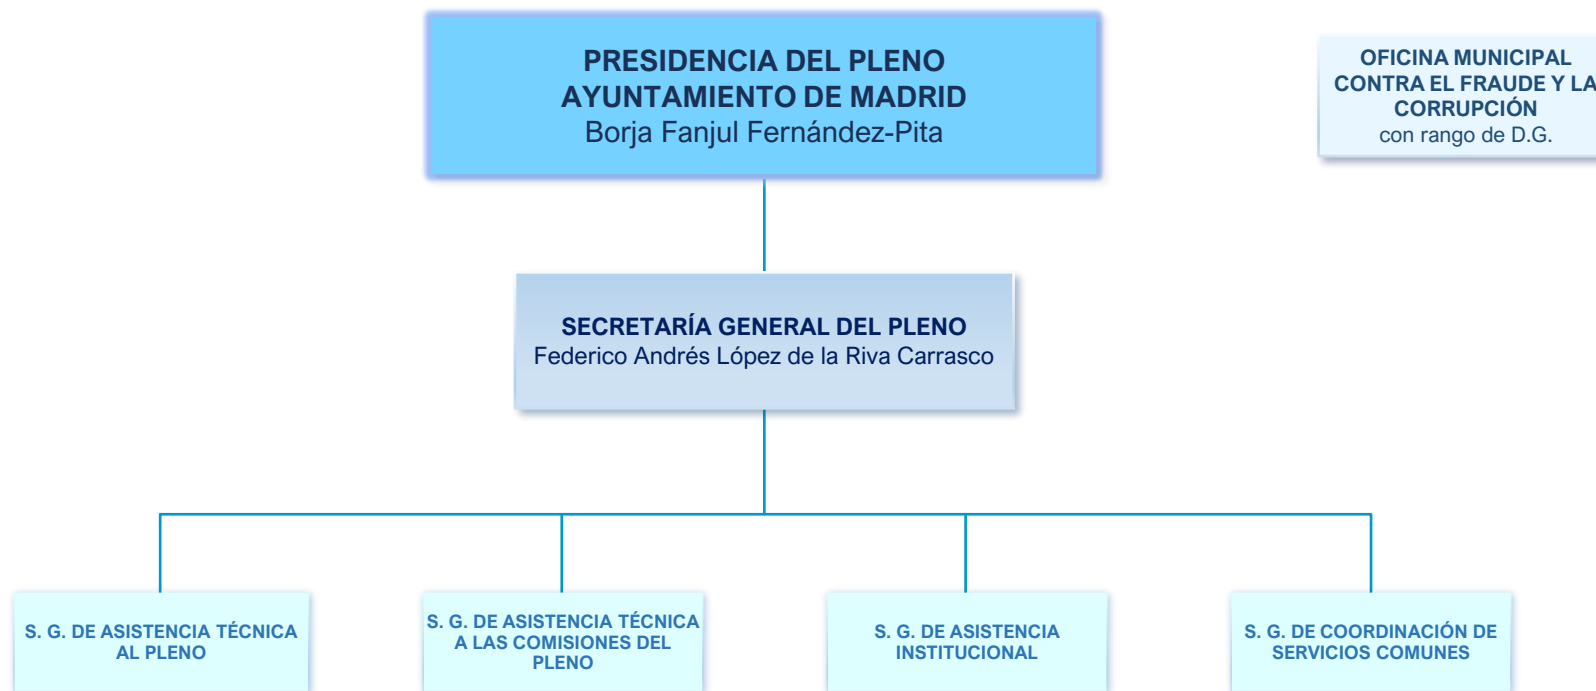 PRESIDENCIA DEL PLENO
AYUNTAMIENTO DE MADRID
Borja Fanjul Fernández-Pita
OFICINA MUNICIPAL
CONTRA EL FRAUDE Y LA
CORRUPCIÓN
con rango de D.G.
SECRETARÍA GENERAL DEL PLENO
Federico Andrés López de la Riva Carrasco
S. G. DE ASISTENCIA TÉCNICA
AL PLENO
S. G. DE ASISTENCIA TÉCNICA
A LAS COMISIONES DEL
PLENO
S. G. DE ASISTENCIA
INSTITUCIONAL
S. G. DE COORDINACIÓN DE
SERVICIOS COMUNES